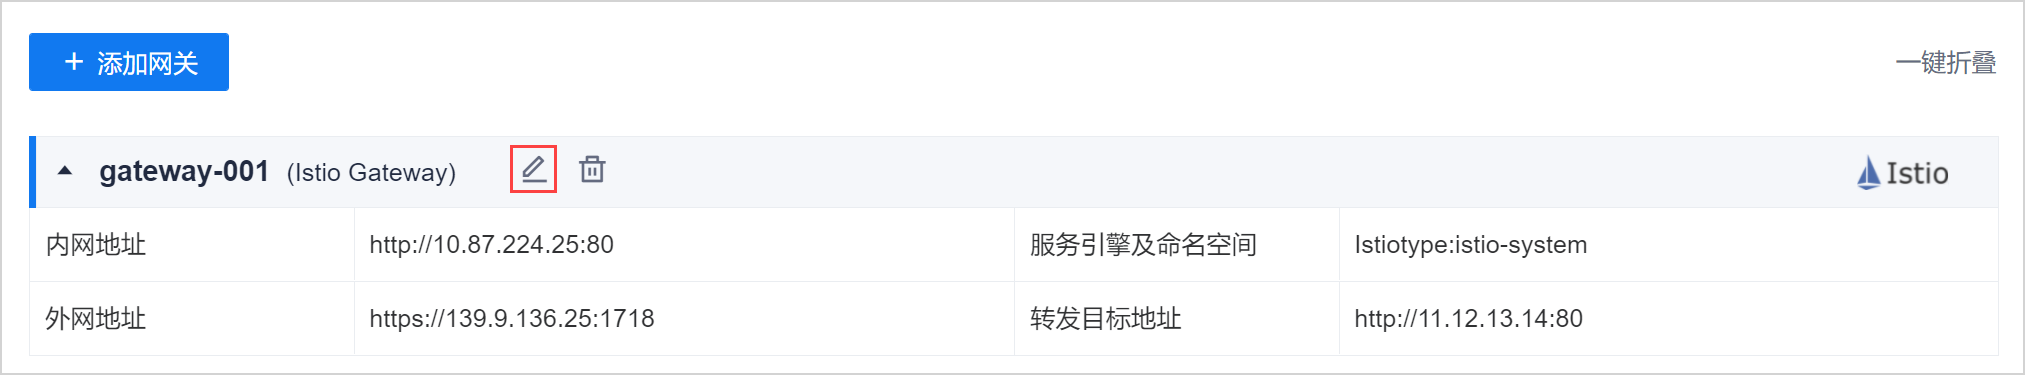 + 添加网关
一键折叠
gateway-001 (Istio Gateway)
Istio
内网地址 http://10.87.224.25:80 服务引擎及命名空间 Istiotype:istio-system
外网地址 https://139.9.136.25:1718 转发目标地址 http://11.12.13.14:80